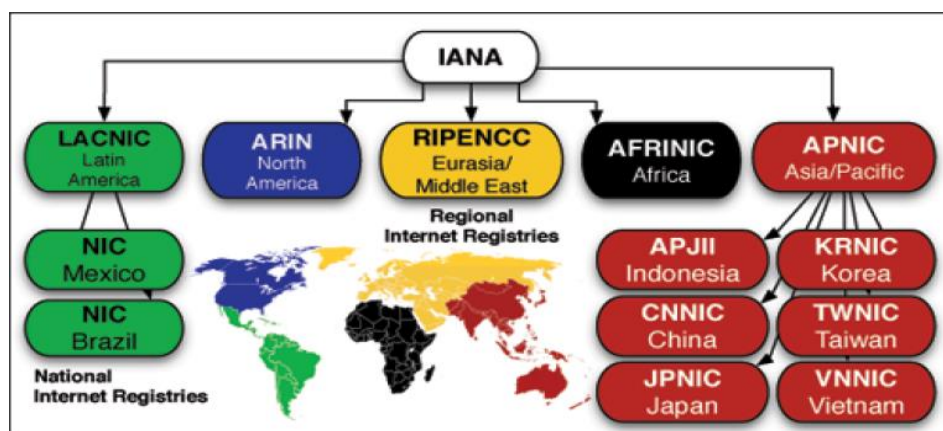 IANA
LACNIC
Latin
America
ARIN
North
America
RIPENCC
Eurasia/
Middle East
AFRINIC
Africa
APNIC
Asia/Pacific
Regional
Internet Registries
NIC
Mexico
NIC
Brazil
National
Internet Registries
APJII
Indonesia
KRNIC
Korea
CNNIC
China
TWNIC
Taiwan
JPNIC
Japan
VNNIC
Vietnam